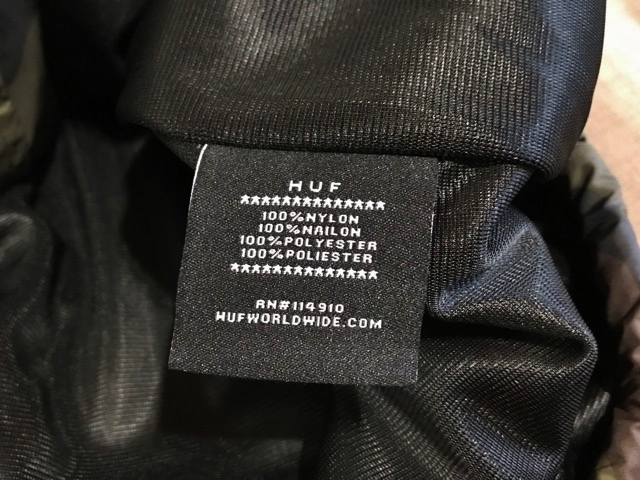 HUF
★★★★★★★★★★★★★★
100%NYLON
100%NAILON
100%POLYESTER
100%POLIESTER
★★★★★★★★★★★★★★
RN#114910
HUFWORLDWIDE.COM